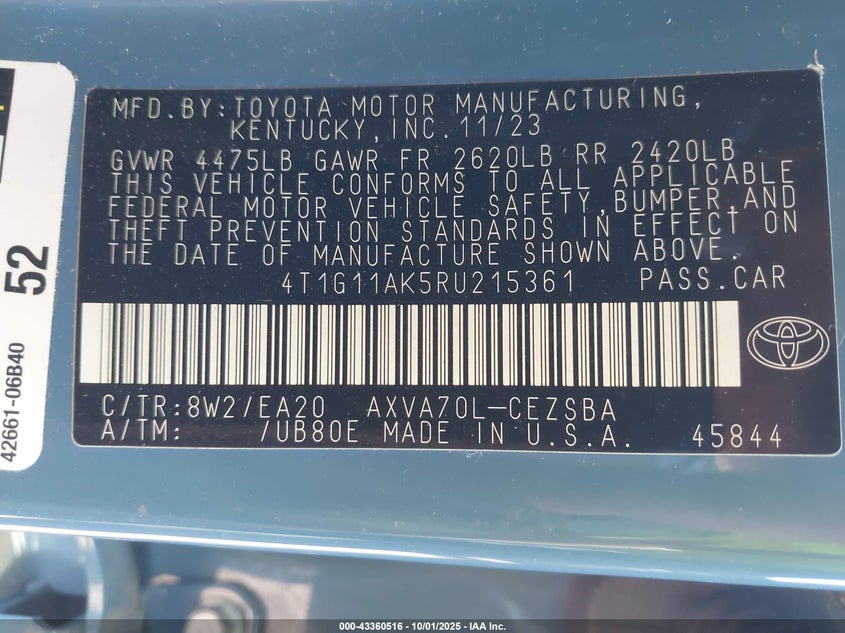 MFD.BY:TOYOTA MOTOR MANUFACTURING,
KENTUCKY,INC.11/23
GVWR 4475LB GAWR FR 2620LB RR 2420LB
THIS VEHICLE CONFORMS TO ALL APPLICABLE
FEDERAL MOTOR VEHICLE SAFETY,BUMPER,AND
THEFT PREVENTION STANDARDS IN EFFECT ON
THE DATE OF MANUFACTURE SHOWN ABOVE.
4T1G11AK5RU215361 PASS.CAR
C/TR:8W2/EA20 AXVA70L-CEZSBA
A/TM: /UB80E MADE IN U.S.A. 45844
52
42661-06B40
000-43360516 - 10/01/2025 - IAA Inc.